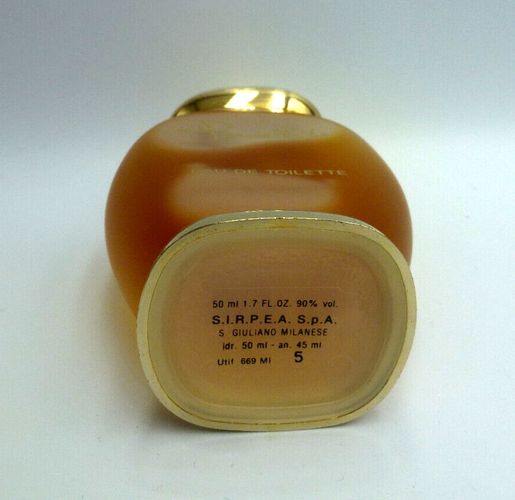 EAU DE TOILETTE
50 ml 1.7 FL.OZ. 90% vol.
S.I.R.P.E.A. S.p.A.
S. GIULIANO MILANESE
idr. 50 ml - an. 45 ml
Utif 669 MI 5